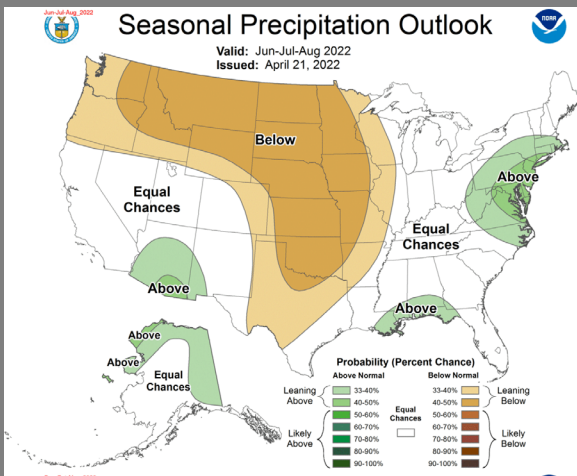 Jun-Jul-Aug_2022
Seasonal Precipitation Outlook
NOAA
Valid: Jun-Jul-Aug 2022
Issued: April 21, 2022
Below
Equal
Chances
Above
Equal
Chances
Above
Above
Above
Above
Equal
Chances
Probability (Percent Chance)
Above Normal
Below Normal
Leaning
Above
33-40%
40-50%
Likely
Above
50-60%
60-70%
70-80%
80-90%
90-100%
Equal
Chances
33-40%
40-50%
Leaning
Below
50-60%
60-70%
70-80%
80-90%
90-100%
Likely
Below